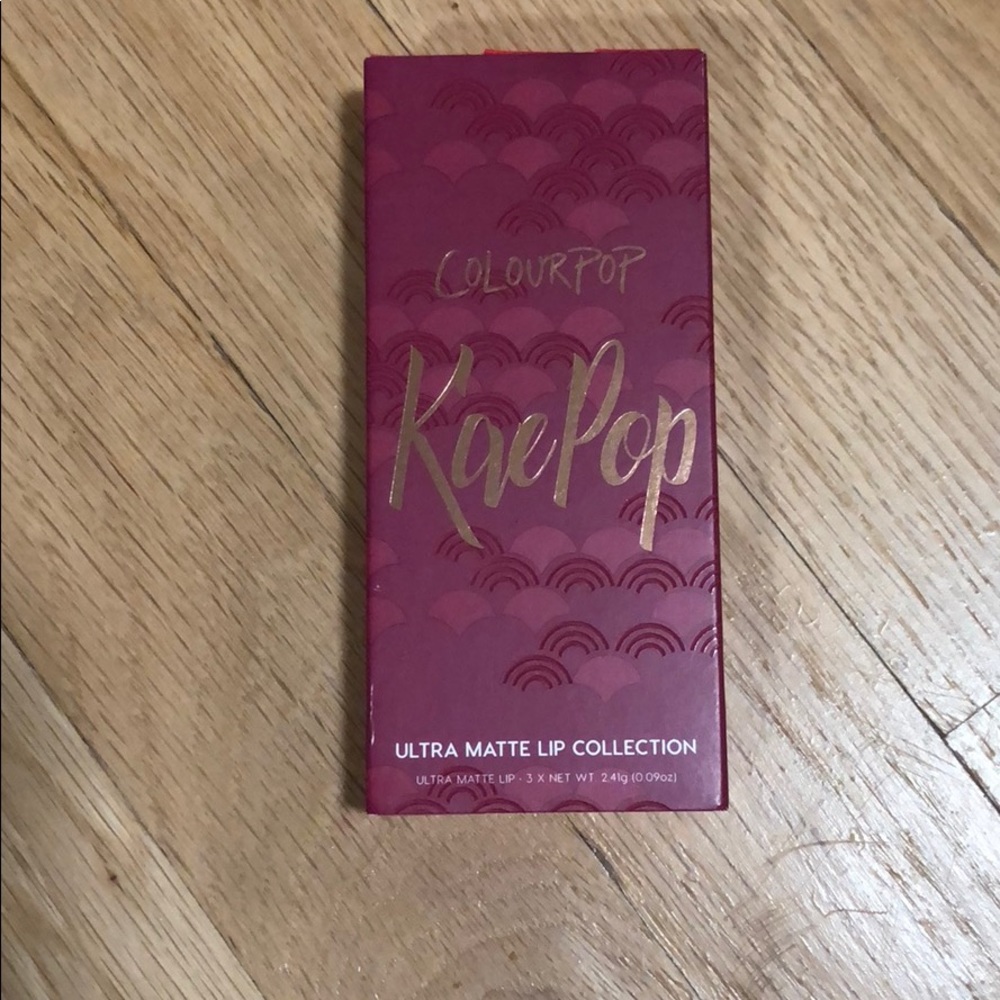 COLOURPOP
KaePop
ULTRA MATTE LIP COLLECTION
ULTRA MATTE LIP • 3 X NET WT 2.41g (0.09oz)